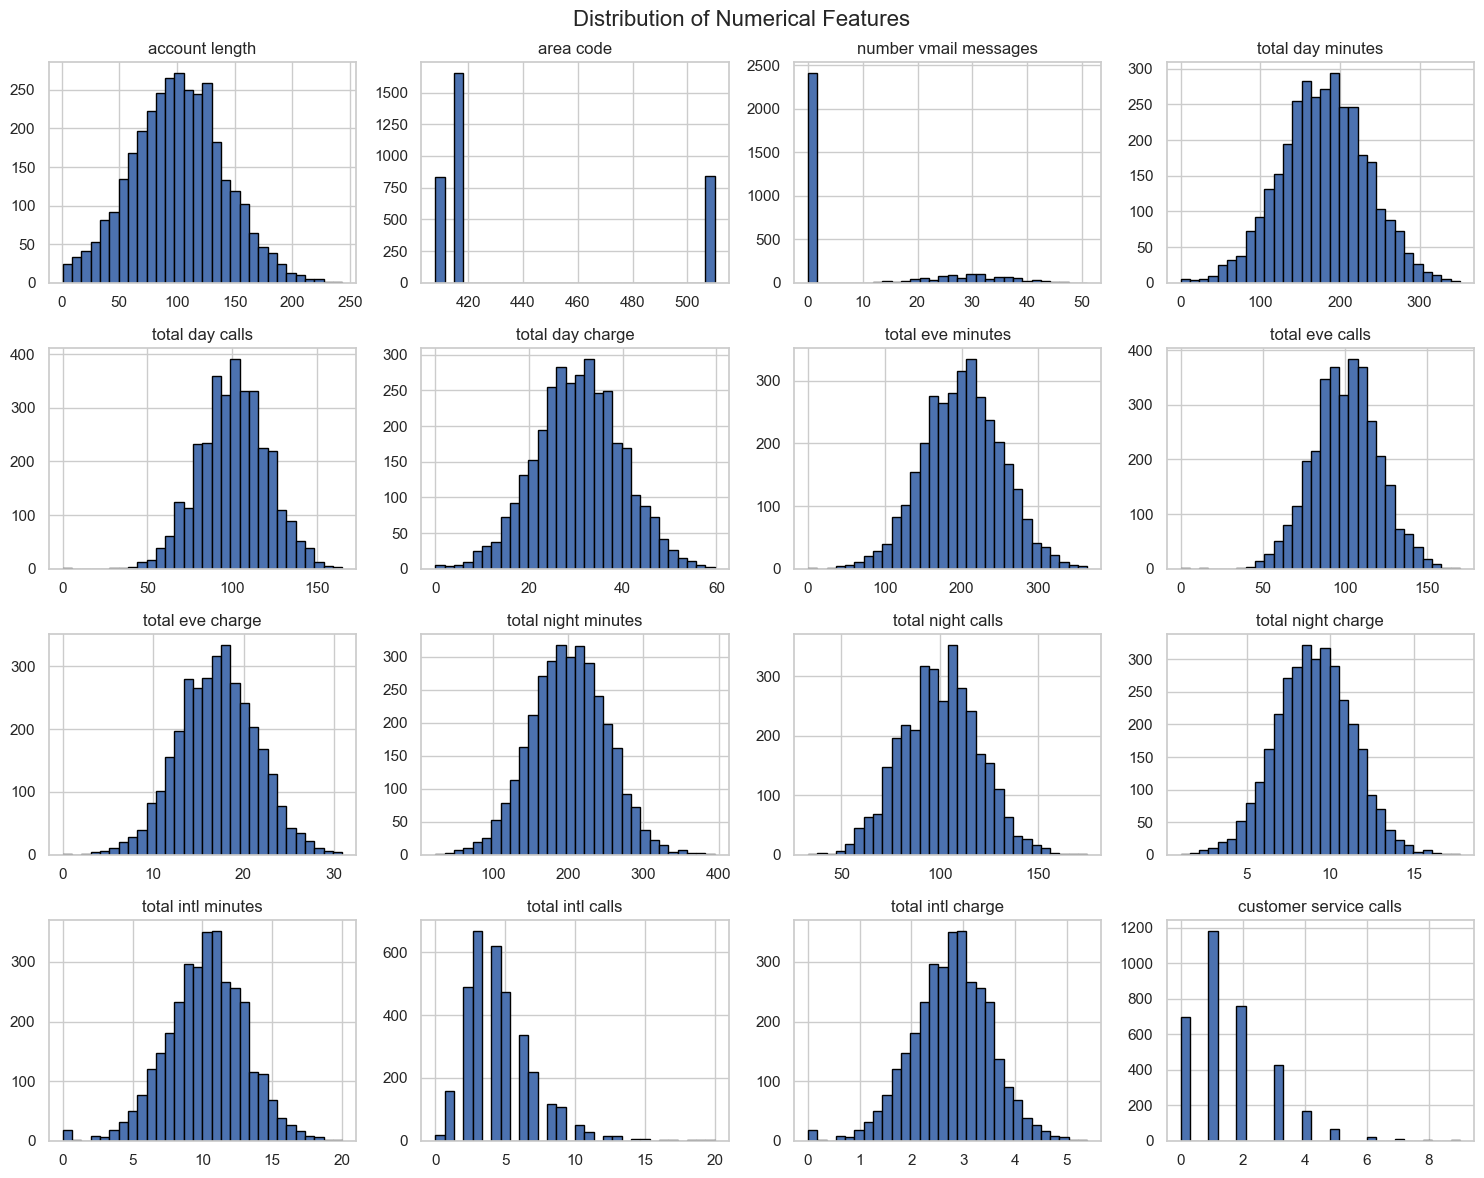 Distribution of Numerical Features
account length
250
200
150
100
50
0
0 50 100 150 200 250
area code
1500
1250
1000
750
500
250
0
420 440 460 480 500
number vmail messages
2500
2000
1500
1000
500
0
0 10 20 30 40 50
total day minutes
300
250
200
150
100
50
0
0 100 200 300
total day calls
400
300
200
100
0
0 50 100 150
total day charge
300
250
200
150
100
50
0
0 20 40 60
total eve minutes
300
200
100
0
0 100 200 300
total eve calls
400
300
200
100
0
0 50 100 150
total eve charge
300
200
100
0
0 10 20 30
total night minutes
300
250
200
150
100
50
0
100 200 300 400
total night calls
300
200
100
0
50 100 150
total night charge
300
250
200
150
100
50
0
5 10 15
total intl minutes
300
200
100
0
0 5 10 15 20
total intl calls
600
400
200
0
0 5 10 15 20
total intl charge
300
200
100
0
0 1 2 3 4 5
customer service calls
1200
1000
800
600
400
200
0
0 2 4 6 8